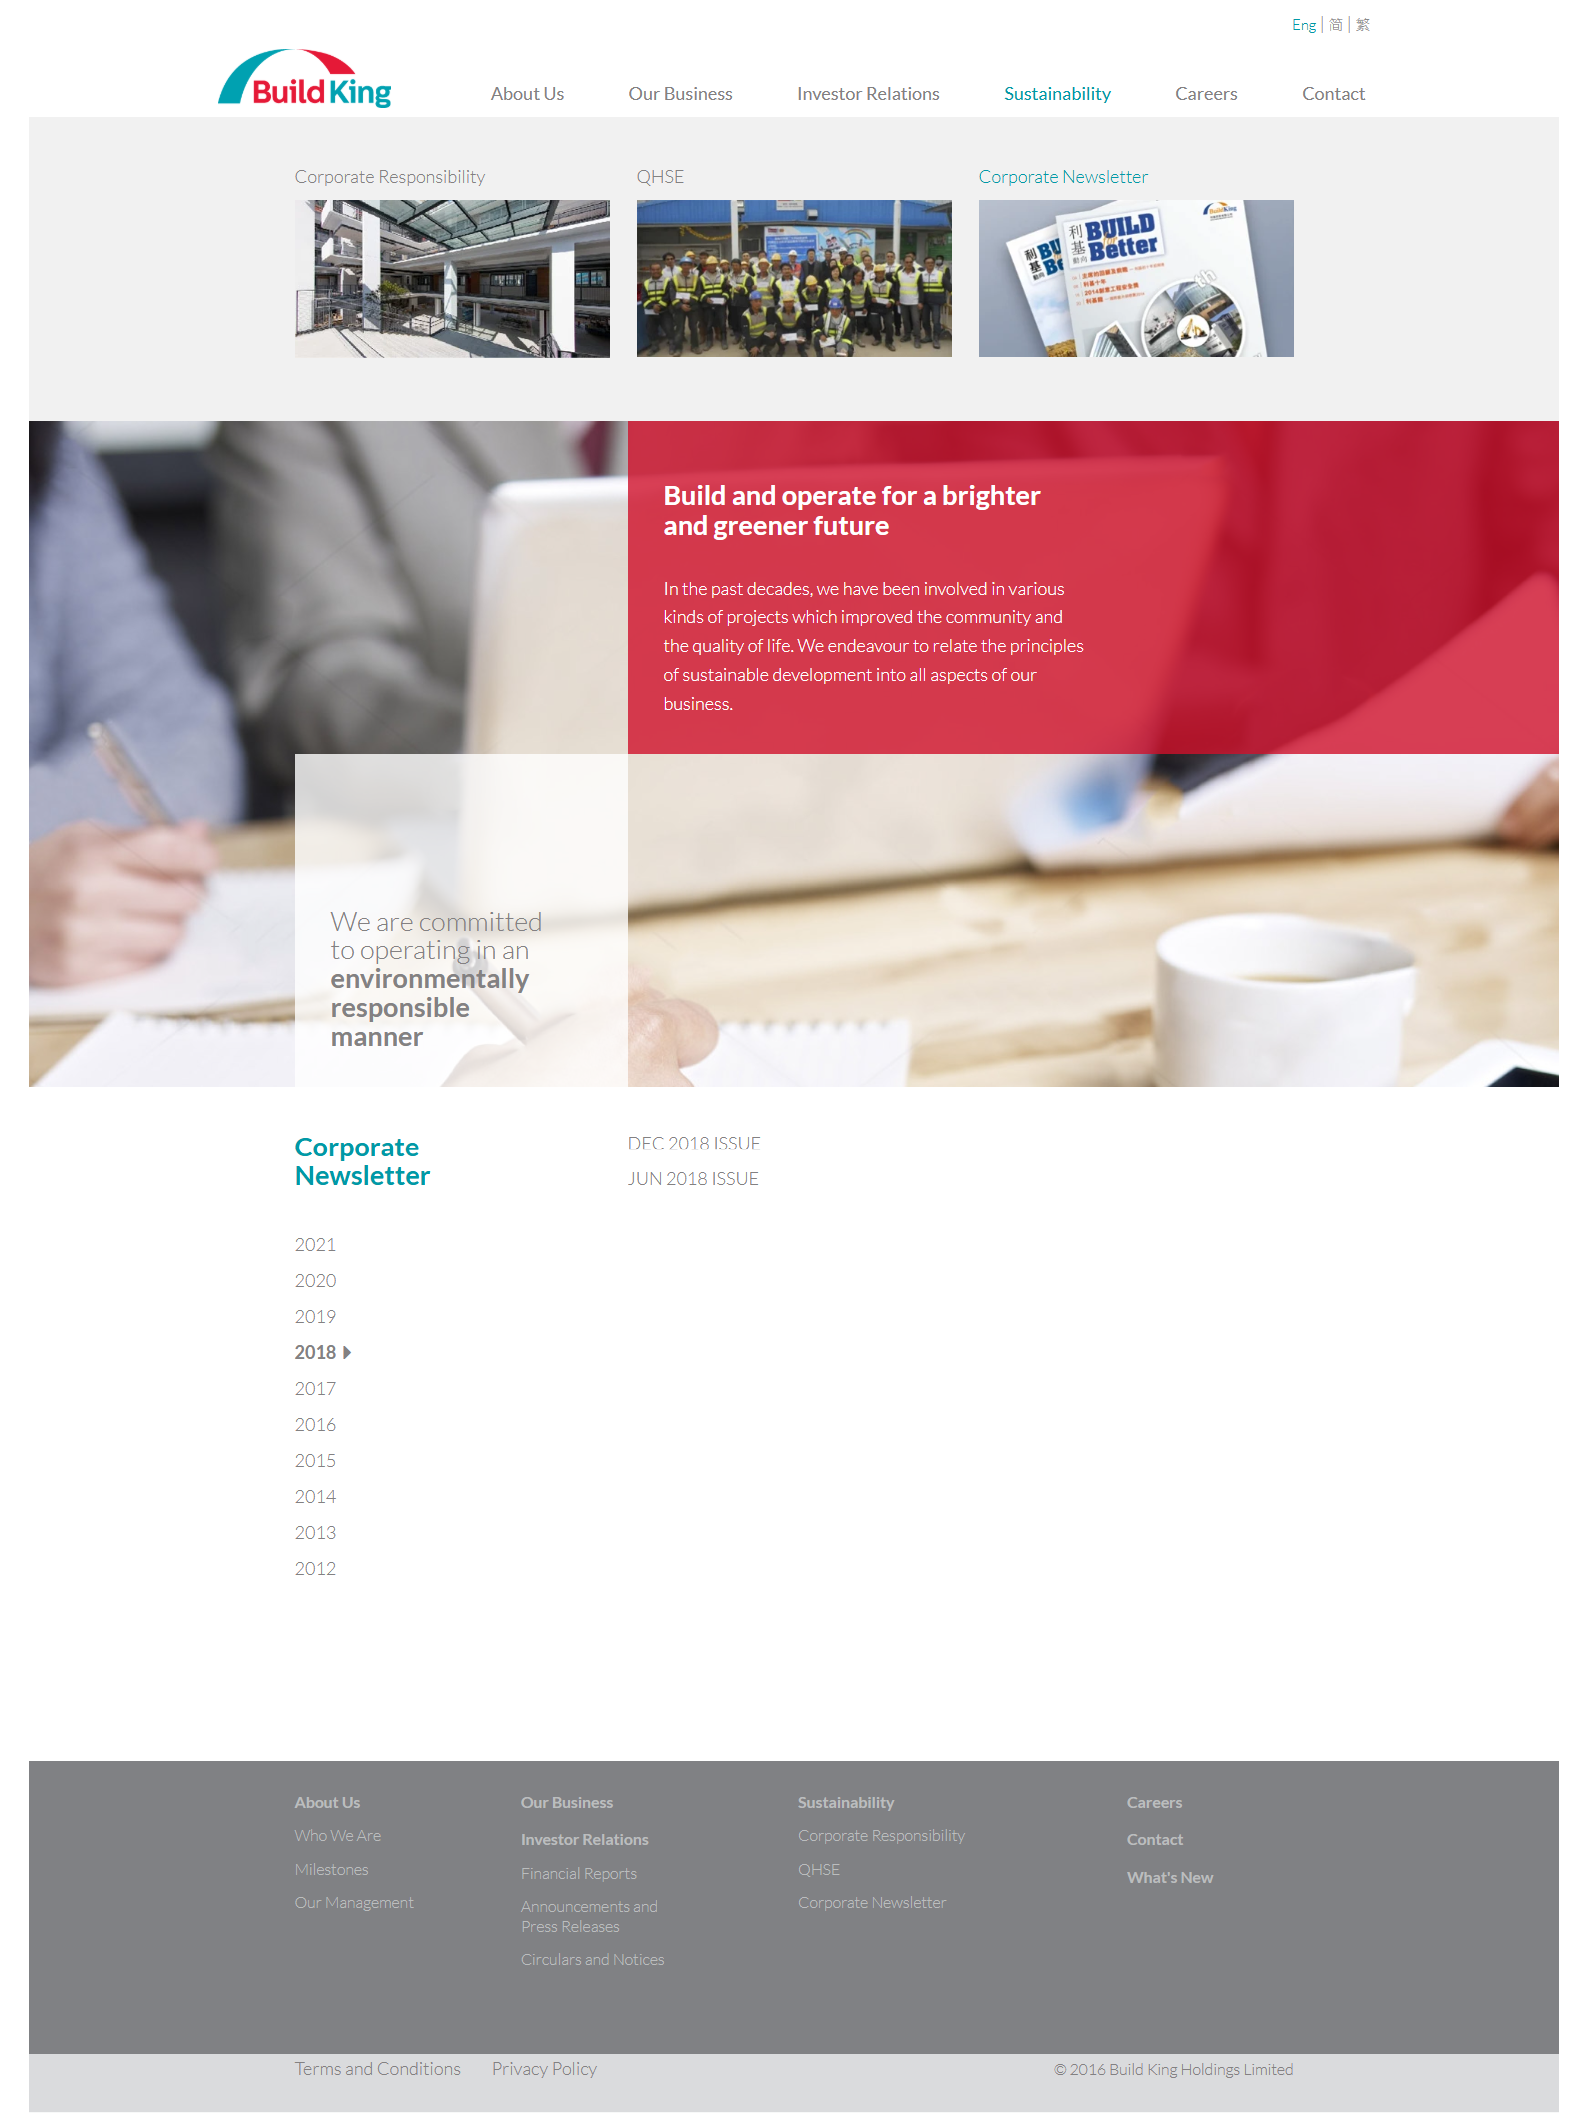 Eng | 简 | 繁
Build King
About Us
Our Business
Investor Relations
Sustainability
Careers
Contact
Corporate Responsibility
QHSE
Corporate Newsletter
利基動向
BUILD
for
Better
Build and operate for a brighter
and greener future
In the past decades, we have been involved in various
kinds of projects which improved the community and
the quality of life. We endeavour to relate the principles
of sustainable development into all aspects of our
business.
We are committed
to operating in an
environmentally
responsible
manner
Corporate
Newsletter
DEC 2018 ISSUE
JUN 2018 ISSUE
2021
2020
2019
2018
2017
2016
2015
2014
2013
2012
About Us
Who We Are
Milestones
Our Management
Our Business
Investor Relations
Financial Reports
Announcements and
Press Releases
Circulars and Notices
Sustainability
Corporate Responsibility
QHSE
Corporate Newsletter
Careers
Contact
What's New
Terms and Conditions
Privacy Policy
© 2016 Build King Holdings Limited